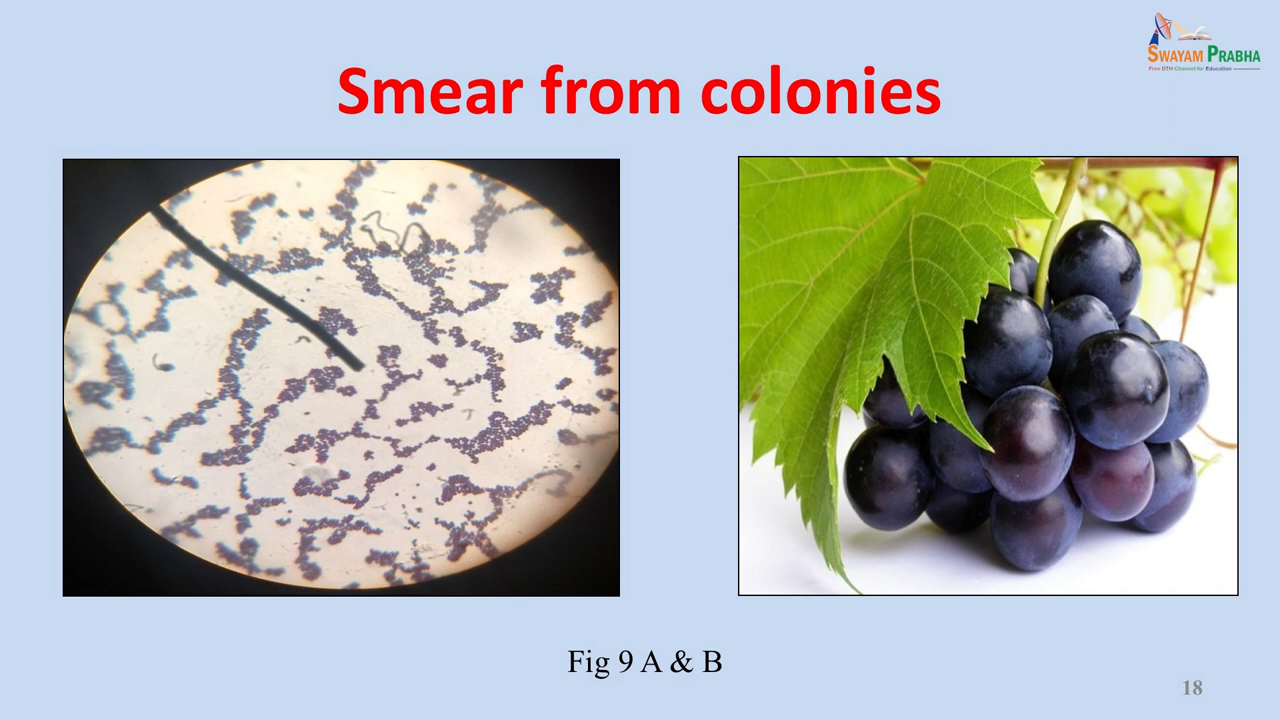 SWAYAM PRABHA
Free DTH Channel for Education
Smear from colonies
Fig 9 A & B
18